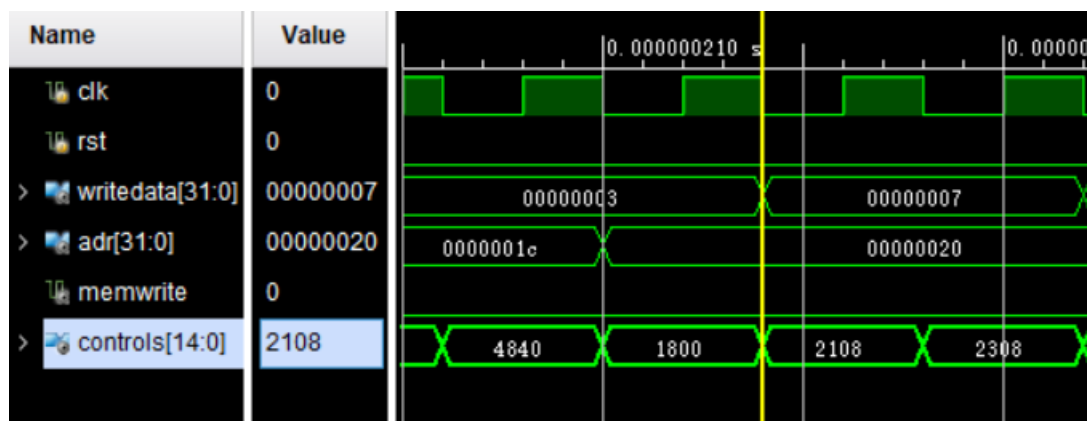 Name Value
0.000000210 s 0.00000
clk 0
rst 0
> writedata[31:0] 00000007 00000003 00000007
> adr[31:0] 00000020 0000001c 00000020
memwrite 0
> controls[14:0] 2108 4840 1800 2108 2308